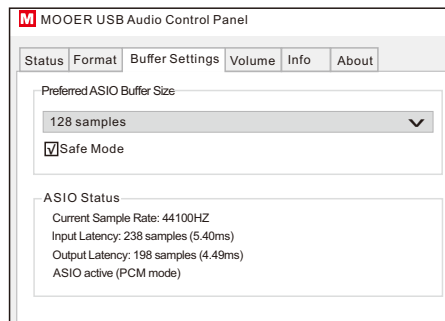 M MOOER USB Audio Control Panel
Status Format Buffer Settings Volume Info About
Preferred ASIO Buffer Size
128 samples
Safe Mode
ASIO Status
Current Sample Rate: 44100HZ
Input Latency: 238 samples (5.40ms)
Output Latency: 198 samples (4.49ms)
ASIO active (PCM mode)